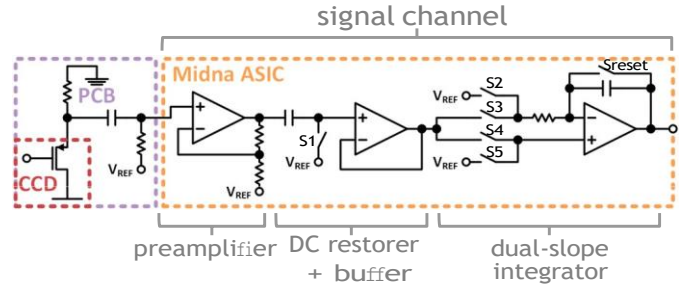 signal channel
Midna ASIC
PCB
CCD
VREF
VREF
S1
VREF
S2
VREF
S3
S4
S5
VREF
Sreset
preamplifier
DC restorer
+ buffer
dual-slope
integrator